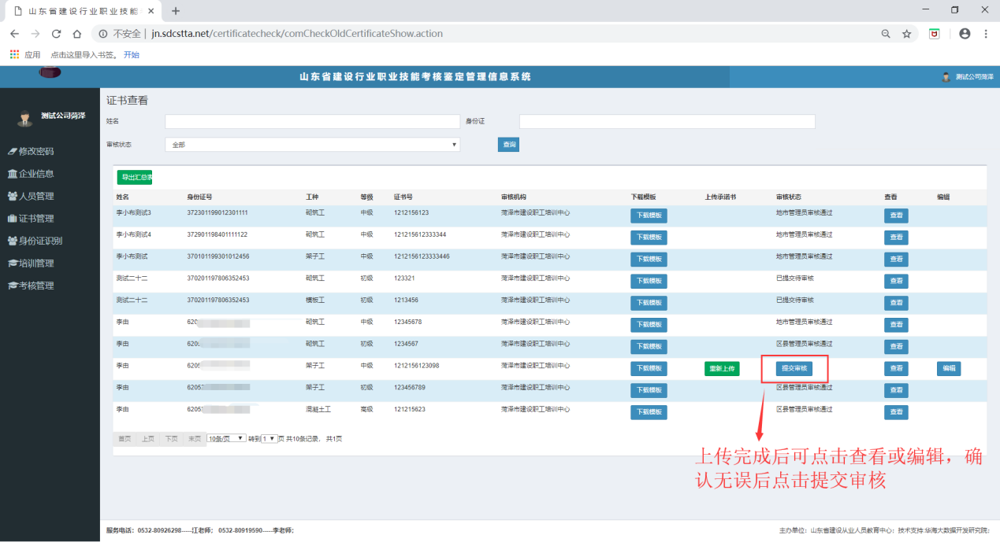 山东省建设行业职业技能
不安全 | jn.sdcstta.net/certificatecheck/comCheckOldCertificateShow.action
应用 点击这里导入书签。 开始
山东省建设行业职业技能考核鉴定管理信息系统
测试公司菏泽
测试公司菏泽
修改密码
企业信息
人员管理
证书管理
身份证识别
培训管理
考核管理
证书查看
姓名 身份证
审核状态 全部 查询
导出汇总表
姓名 身份证号 工种 等级 证书号 审核机构 下载模板 上传承诺书 审核状态 查看 编辑
李小布测试3 372301199012301111 砌筑工 中级 1212156123 菏泽市建设职工培训中心 下载模板 地市管理员审核通过 查看
李小布测试4 372901198401111122 砌筑工 中级 121215612333344 菏泽市建设职工培训中心 下载模板 地市管理员审核通过 查看
李小布测试 370101199301012456 架子工 中级 1212156123333446 菏泽市建设职工培训中心 下载模板 地市管理员审核通过 查看
测试二十二 370201197806352453 砌筑工 初级 123321 菏泽市建设职工培训中心 下载模板 已提交待审核 查看
测试二十二 370201197806352453 模板工 初级 1213456 菏泽市建设职工培训中心 下载模板 已提交待审核 查看
李由 620 砌筑工 中级 12345678 菏泽市建设职工培训中心 下载模板 地市管理员审核通过 查看
李由 620 砌筑工 初级 1234567 菏泽市建设职工培训中心 下载模板 区县管理员审核通过 查看
李由 620 架子工 中级 1212156123098 菏泽市建设职工培训中心 下载模板 重新上传 提交审核 查看 编辑
李由 6205 架子工 初级 123456789 菏泽市建设职工培训中心 下载模板 区县管理员审核通过 查看
李由 6205 混凝土工 高级 121215623 菏泽市建设职工培训中心 下载模板 区县管理员审核通过 查看
首页 上页 下页 末页 10条/页 转到 1 页 共10条记录， 共1页
上传完成后可点击查看或编辑，确
认无误后点击提交审核
服务电话：0532-80926298-----江老师； 0532-80919590-----李老师；
主办单位：山东省建设从业人员教育中心；技术支持:华海大数据开发研究院；